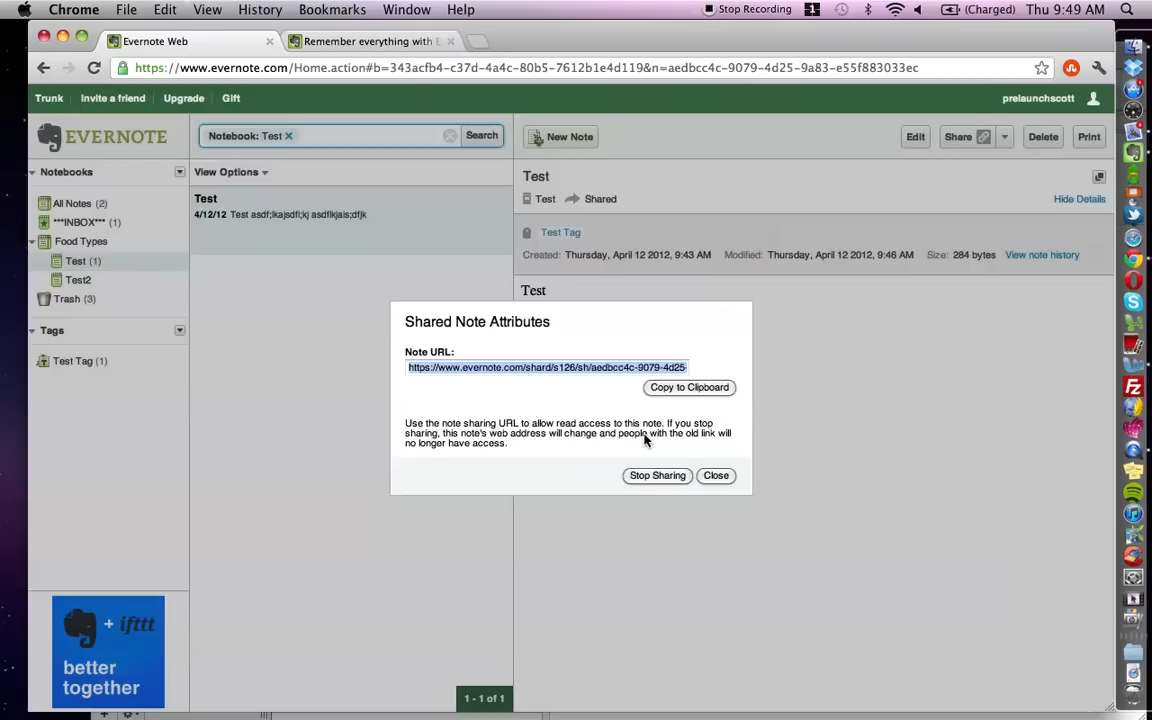 Chrome File Edit View History Bookmarks Window Help Stop Recording 1 (Charged) Thu 9:49 AM
Evernote Web Remember everything with E
https://www.evernote.com/Home.action#b=343acfb4-c37d-4a4c-80b5-7612b1e4d119&n=aedbcc4c-9079-4d25-9a83-e55f883033ec
Trunk Invite a friend Upgrade Gift prelaunchscott
EVERNOTE
Notebook: Test Search
New Note Edit Share Delete Print
Notebooks
All Notes (2)
***INBOX*** (1)
Food Types
Test (1)
Test2
Trash (3)
Tags
Test Tag (1)
View Options
Test
4/12/12 Test asdf;lkajsdfl;kj asdflkjals;dfjk
Test
Test Shared Hide Details
Test Tag
Created: Thursday, April 12 2012, 9:43 AM Modified: Thursday, April 12 2012, 9:46 AM Size: 284 bytes View note history
Test
Shared Note Attributes
Note URL:
https://www.evernote.com/shard/s126/sh/aedbcc4c-9079-4d25-
Copy to Clipboard
Use the note sharing URL to allow read access to this note. If you stop
sharing, this note's web address will change and people with the old link will
no longer have access.
Stop Sharing Close
+ ifttt
better
together
1 - 1 of 1